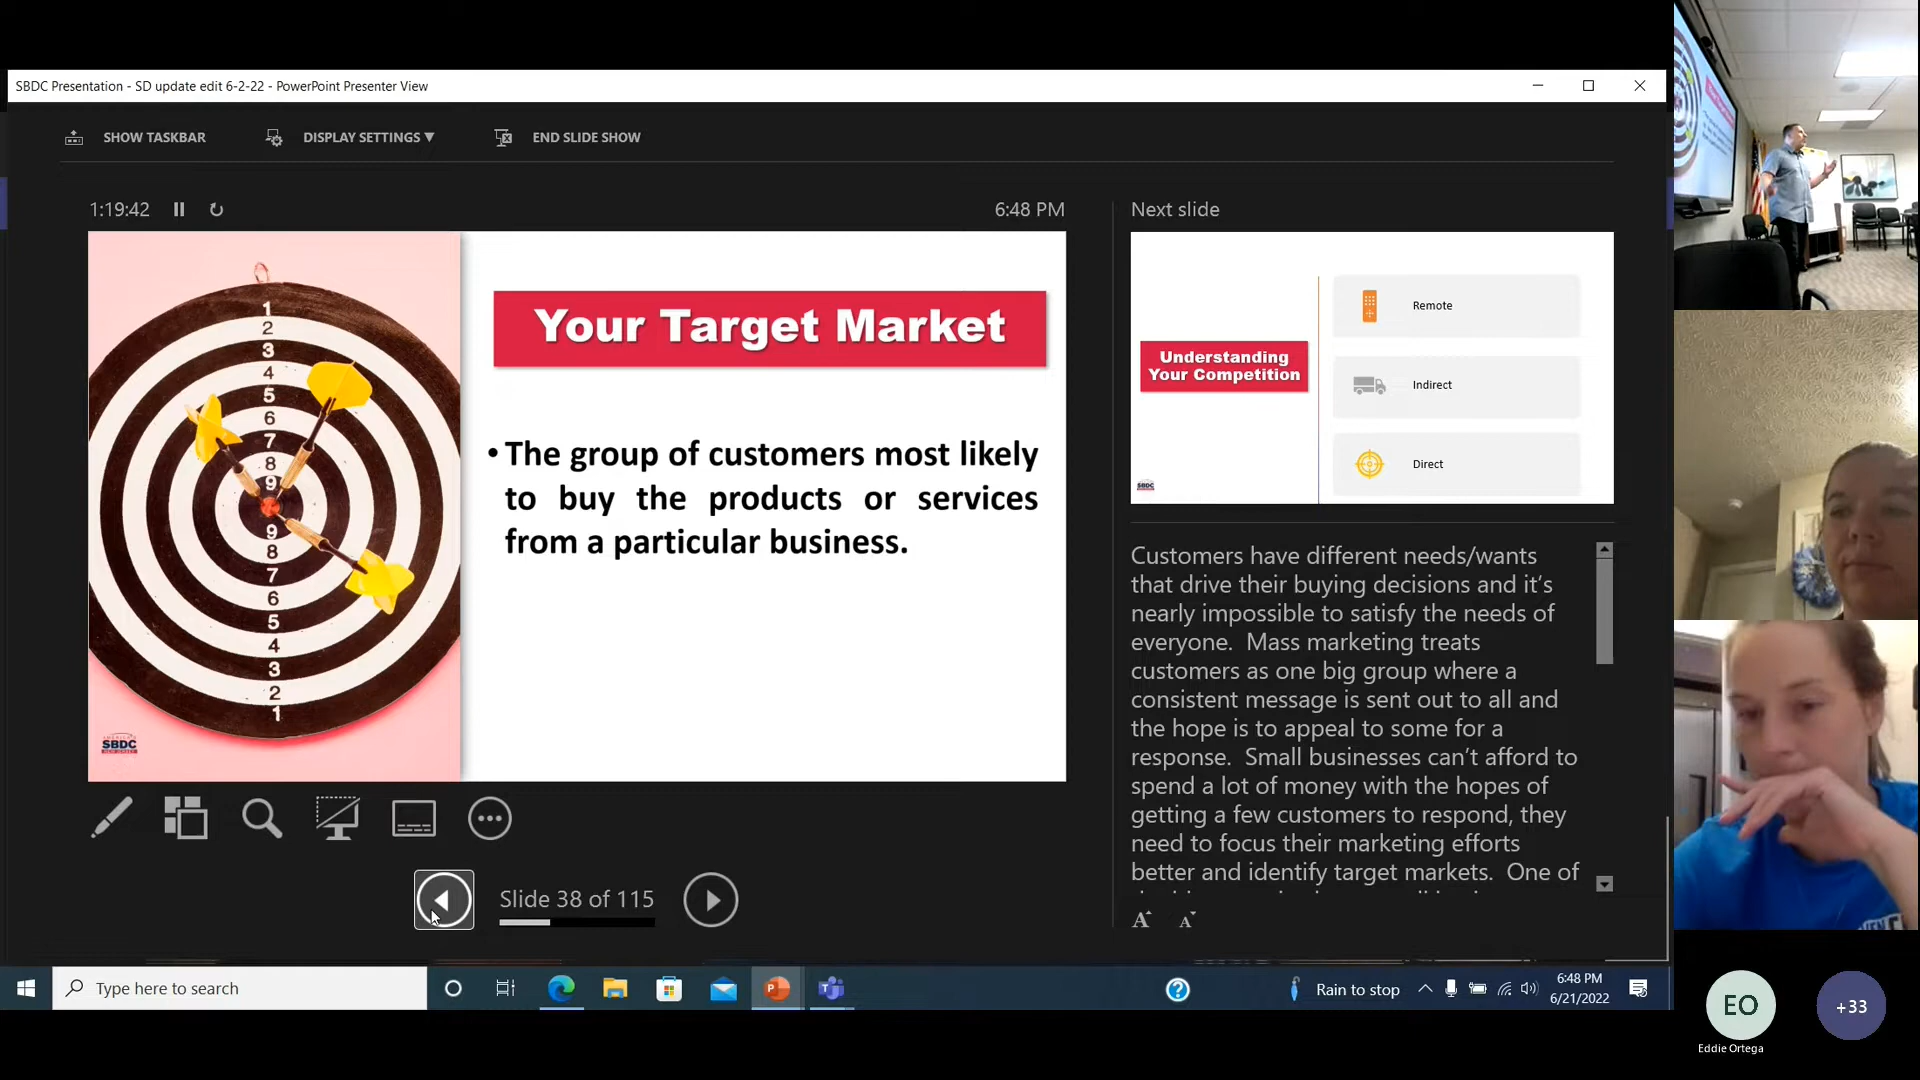 SBDC Presentation - SD update edit 6-2-22 - PowerPoint Presenter View
SHOW TASKBAR
DISPLAY SETTINGS ▼
END SLIDE SHOW
1:19:42
6:48 PM
1
2
3
4
5
6
7
8
9
9
8
7
6
5
4
3
2
1
AMERICA'S
SBDC
NEW JERSEY
Your Target Market
• The group of customers most likely
to buy the products or services
from a particular business.
Slide 38 of 115
Next slide
Understanding
Your Competition
Remote
Indirect
Direct
SBDC
Customers have different needs/wants
that drive their buying decisions and it’s
nearly impossible to satisfy the needs of
everyone. Mass marketing treats
customers as one big group where a
consistent message is sent out to all and
the hope is to appeal to some for a
response. Small businesses can’t afford to
spend a lot of money with the hopes of
getting a few customers to respond, they
need to focus their marketing efforts
better and identify target markets. One of
A A
Type here to search
Rain to stop
6:48 PM
6/21/2022
EO
Eddie Ortega
+33